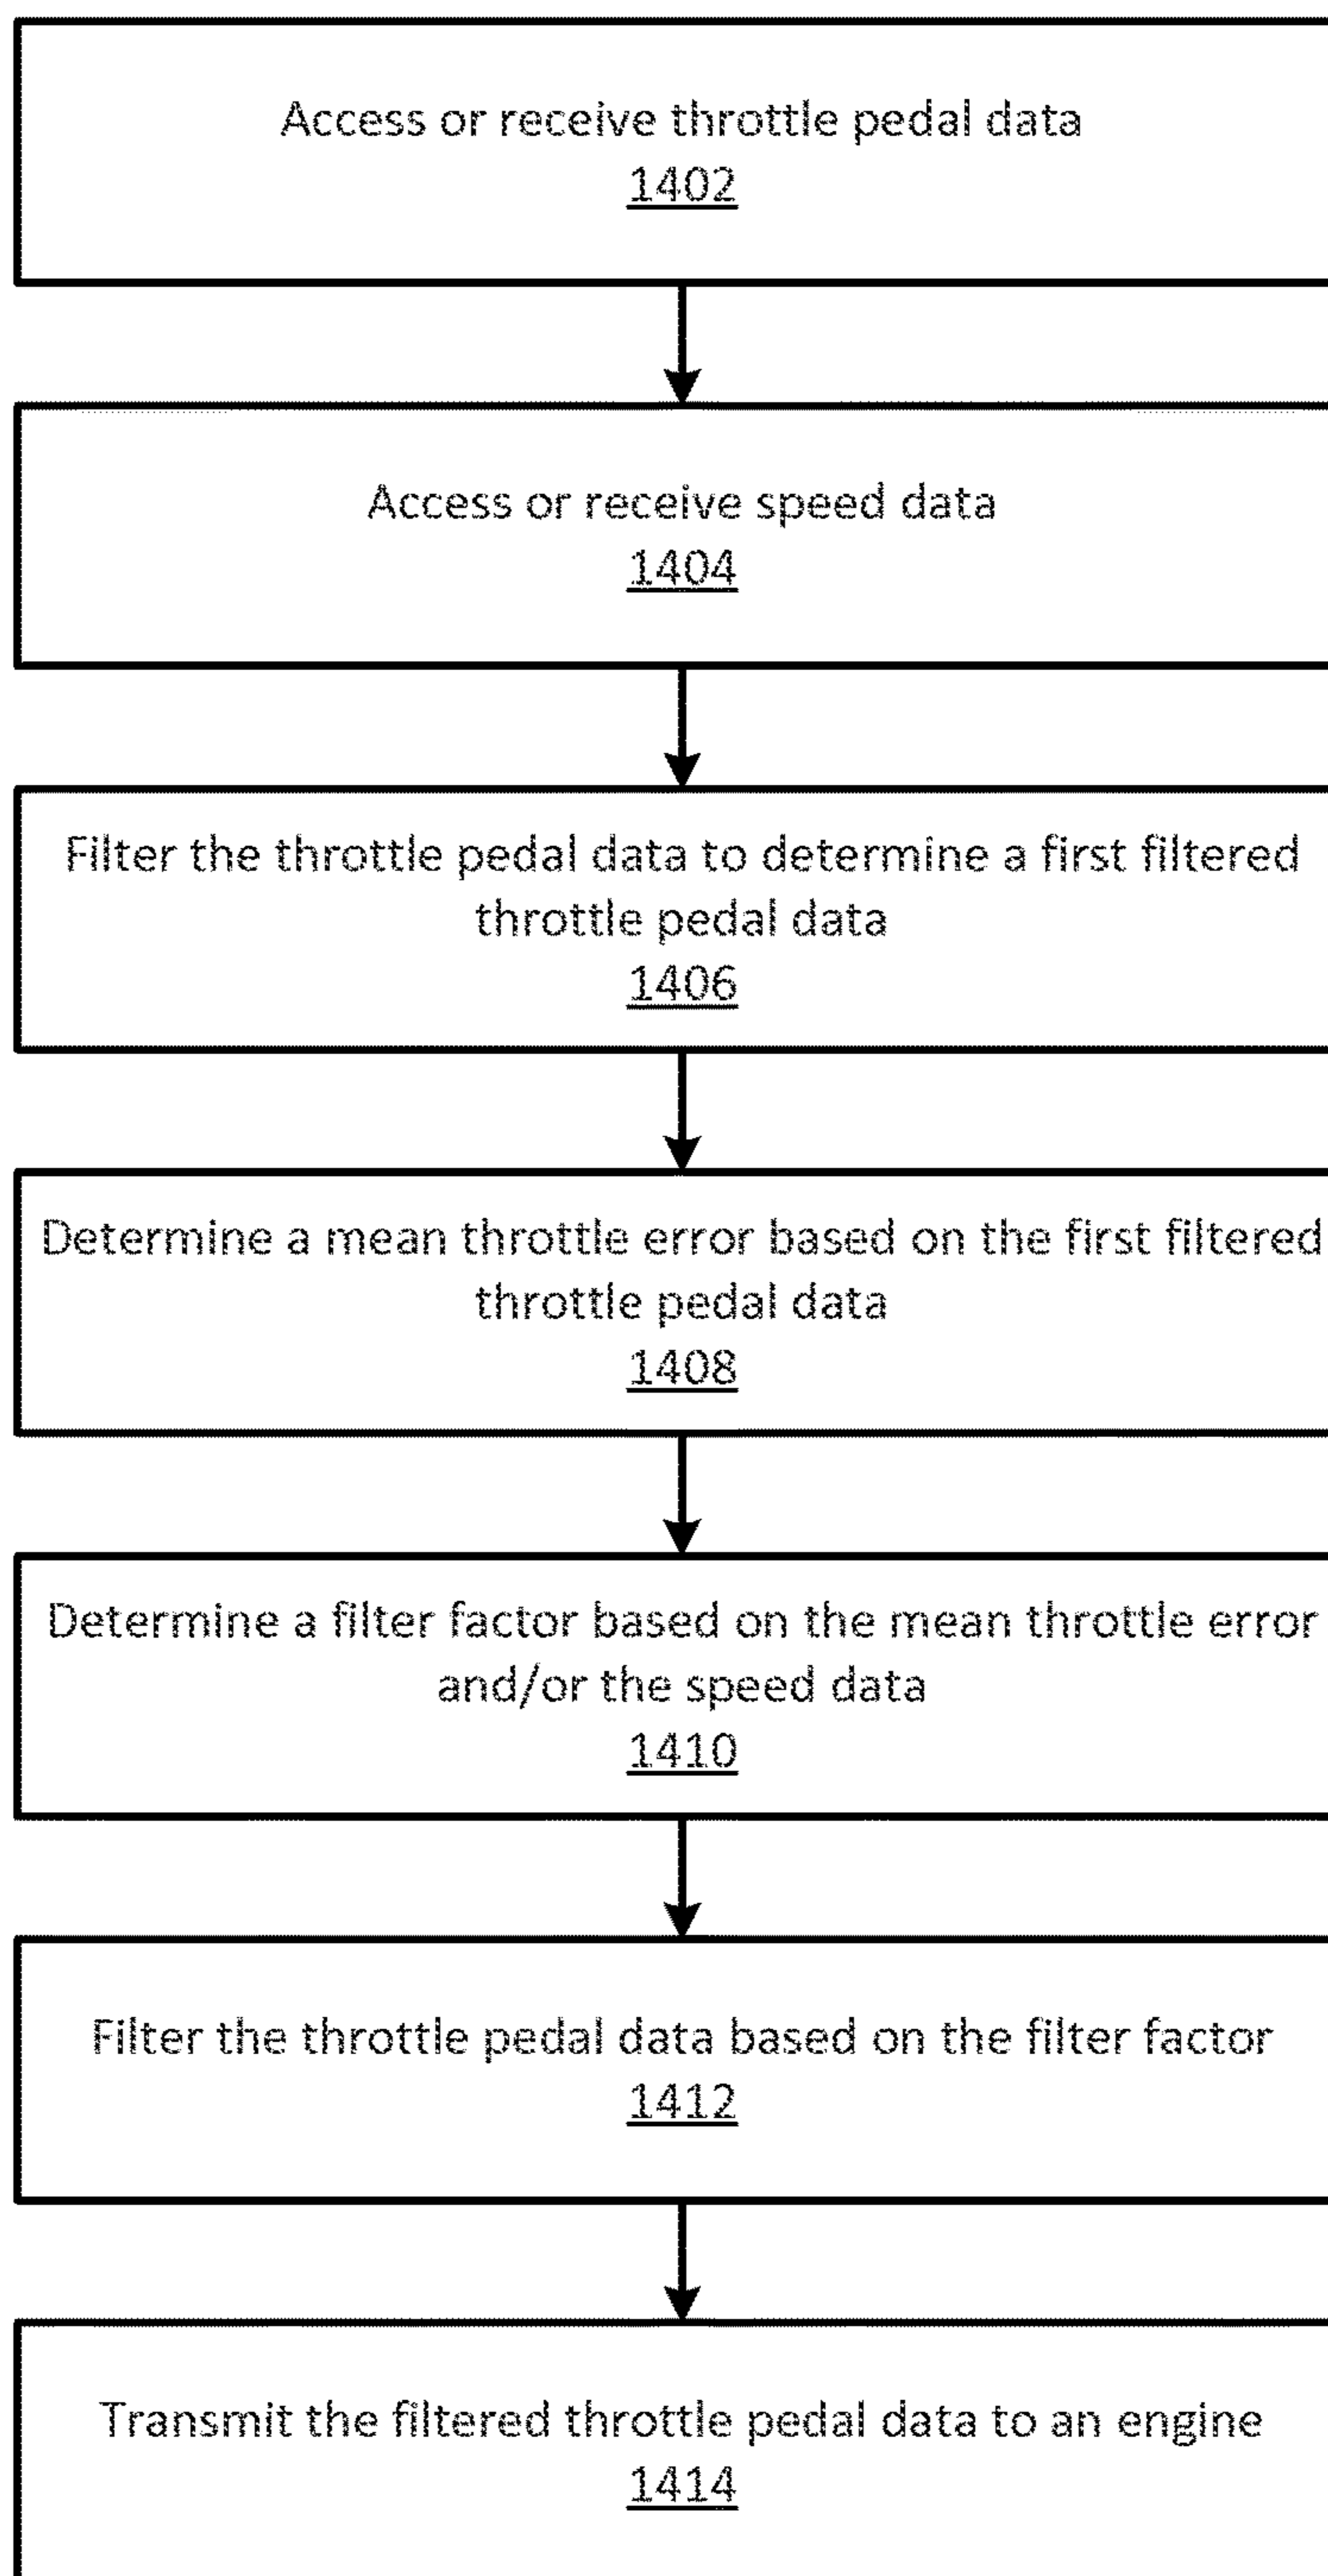 Access or receive throttle pedal data
1402
Access or receive speed data
1404
Filter the throttle pedal data to determine a first filtered
throttle pedal data
1406
Determine a mean throttle error based on the first filtered
throttle pedal data
1408
Determine a filter factor based on the mean throttle error
and/or the speed data
1410
Filter the throttle pedal data based on the filter factor
1412
Transmit the filtered throttle pedal data to an engine
1414